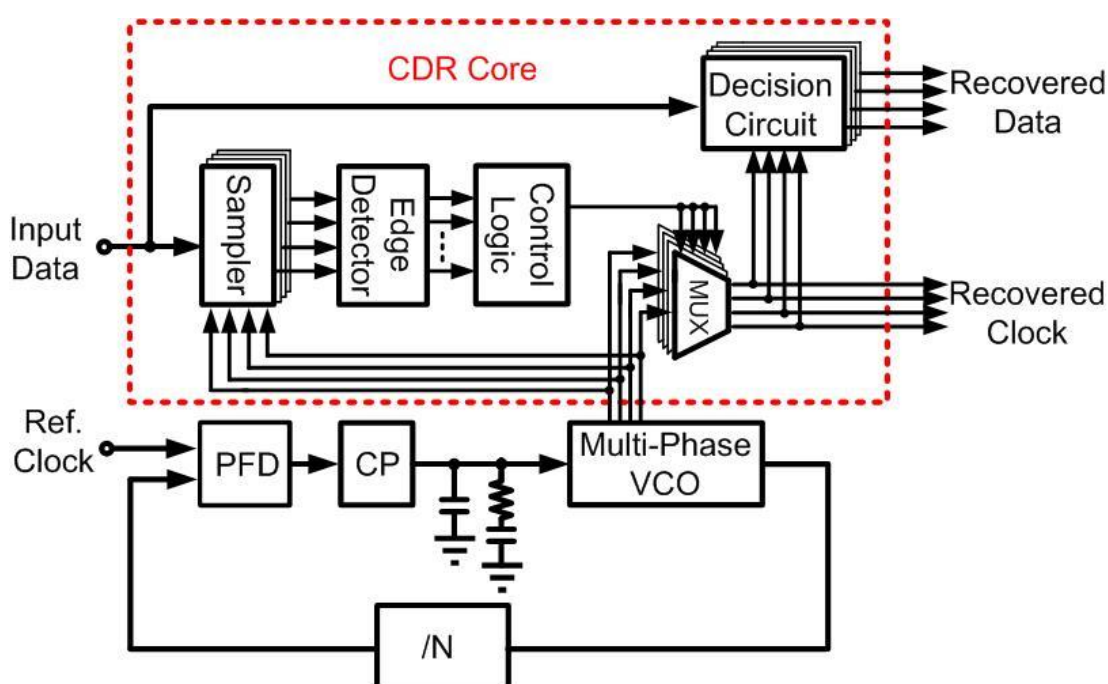 CDR Core
Decision
Circuit
Recovered
Data
Input
Data
Sampler
Edge
Detector
Control
Logic
MUX
Recovered
Clock
Ref.
Clock
PFD
CP
Multi-Phase
VCO
/N